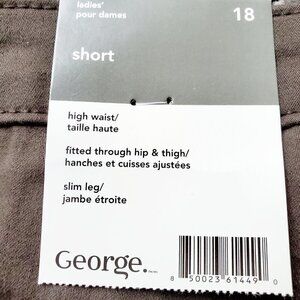 ladies'
pour dames
18
short
high waist/
taille haute
fitted through hip & thigh/
hanches et cuisses ajustées
slim leg/
jambe étroite
George.
8 50023 61449 0